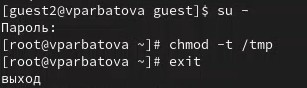 [guest2@vparbatova guest]$ su -
Пароль:
[root@vparbatova ~]# chmod -t /tmp
[root@vparbatova ~]# exit
выход